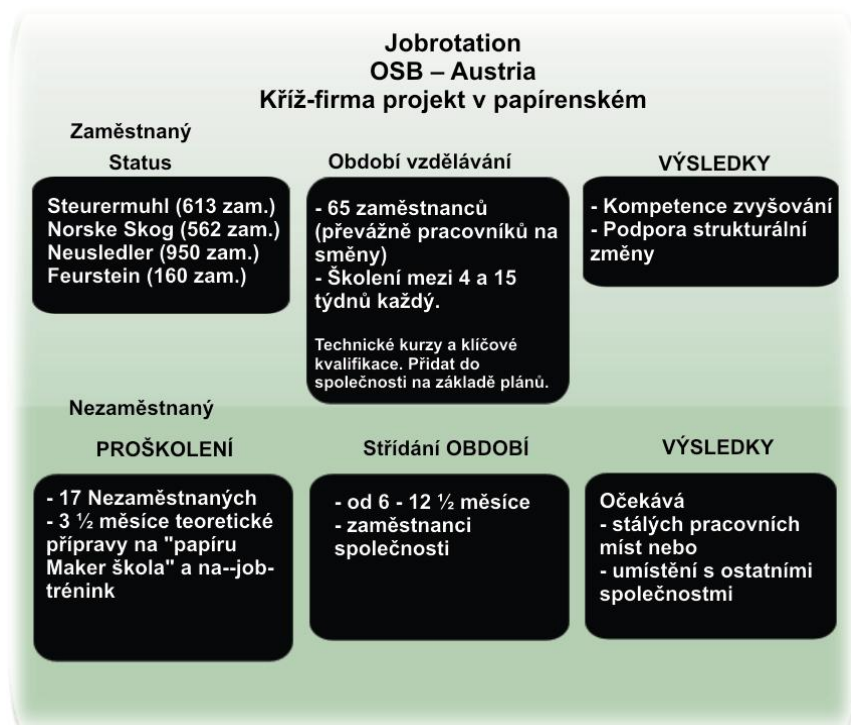 Jobrotation
OSB – Austria
Kříž-firma projekt v papírenském
Zaměstnaný
Status
Steurermuhl (613 zam.)
Norske Skog (562 zam.)
Neusledler (950 zam.)
Feurstein (160 zam.)
Období vzdělávání
- 65 zaměstnanců
(převážně pracovníků na
směny)
- Školení mezi 4 a 15
týdnů každý.
Technické kurzy a klíčové
kvalifikace. Přidat do
společnosti na základě plánů.
VÝSLEDKY
- Kompetence zvyšování
- Podpora strukturální
změny
Nezaměstnaný
PROŠKOLENÍ
- 17 Nezaměstnaných
- 3 ½ měsíce teoretické
přípravy na "papíru
Maker škola" a na--job-
trénink
Střídání OBDOBÍ
- od 6 - 12 ½ měsíce
- zaměstnanci
společnosti
VÝSLEDKY
Očekává
- stálých pracovních
míst nebo
- umístění s ostatními
společnostmi